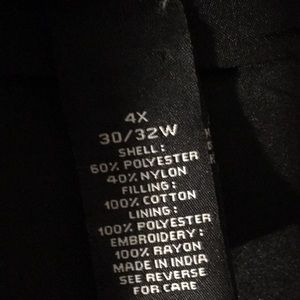 4X
30/32W
SHELL:
60% POLYESTER
40% NYLON
FILLING:
100% COTTON
LINING:
100% POLYESTER
EMBROIDERY:
100% RAYON
MADE IN INDIA
SEE REVERSE
FOR CARE